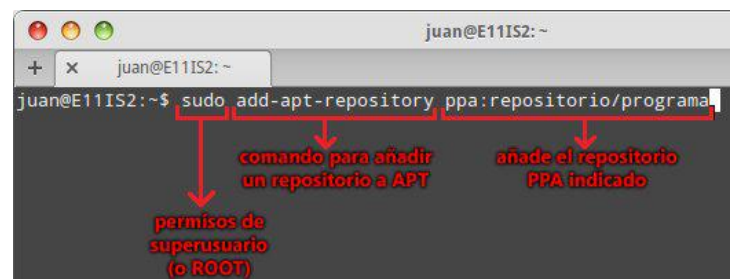 juan@E11IS2: ~
+ × juan@E11IS2: ~
juan@E11IS2:~$ sudo add-apt-repository ppa:repositorio/programa
comando para añadir
un repositorio a APT
añade el repositorio
PPA indicado
permisos de
superusuario
(o ROOT)